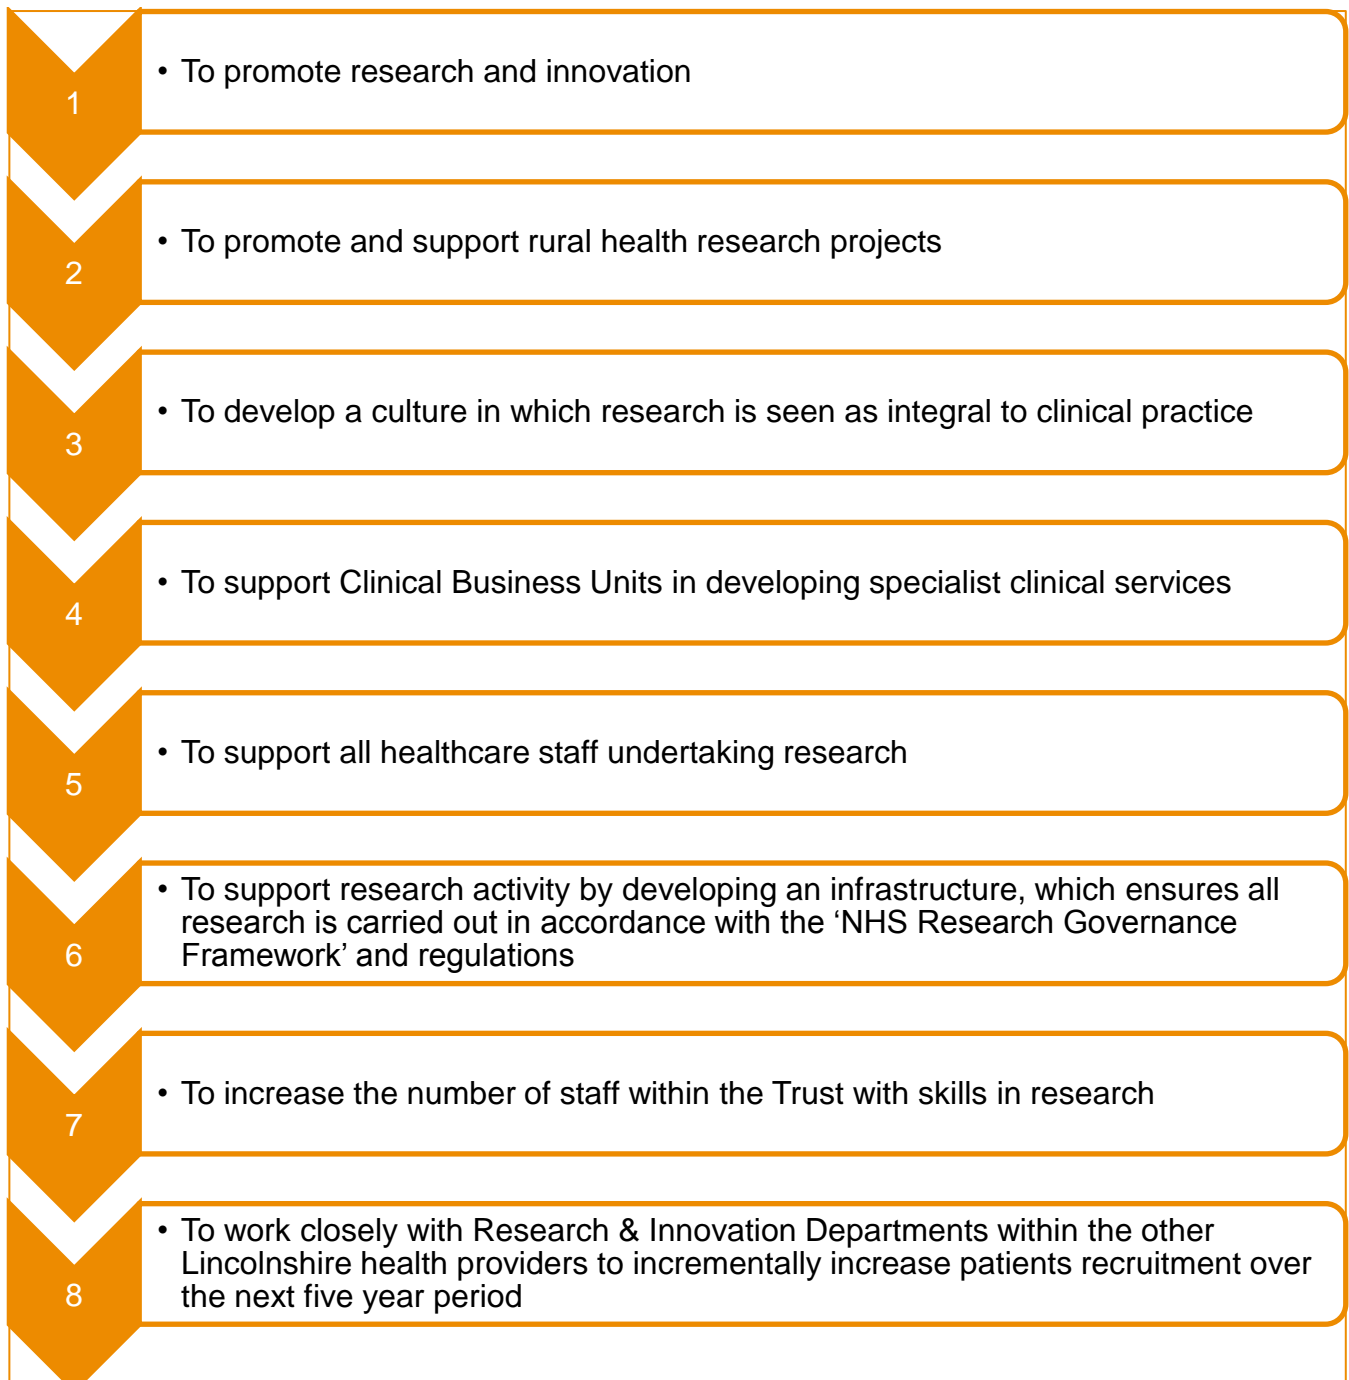 1
• To promote research and innovation
2
• To promote and support rural health research projects
3
• To develop a culture in which research is seen as integral to clinical practice
4
• To support Clinical Business Units in developing specialist clinical services
5
• To support all healthcare staff undertaking research
6
• To support research activity by developing an infrastructure, which ensures all
research is carried out in accordance with the ‘NHS Research Governance
Framework’ and regulations
7
• To increase the number of staff within the Trust with skills in research
8
• To work closely with Research & Innovation Departments within the other
Lincolnshire health providers to incrementally increase patients recruitment over
the next five year period